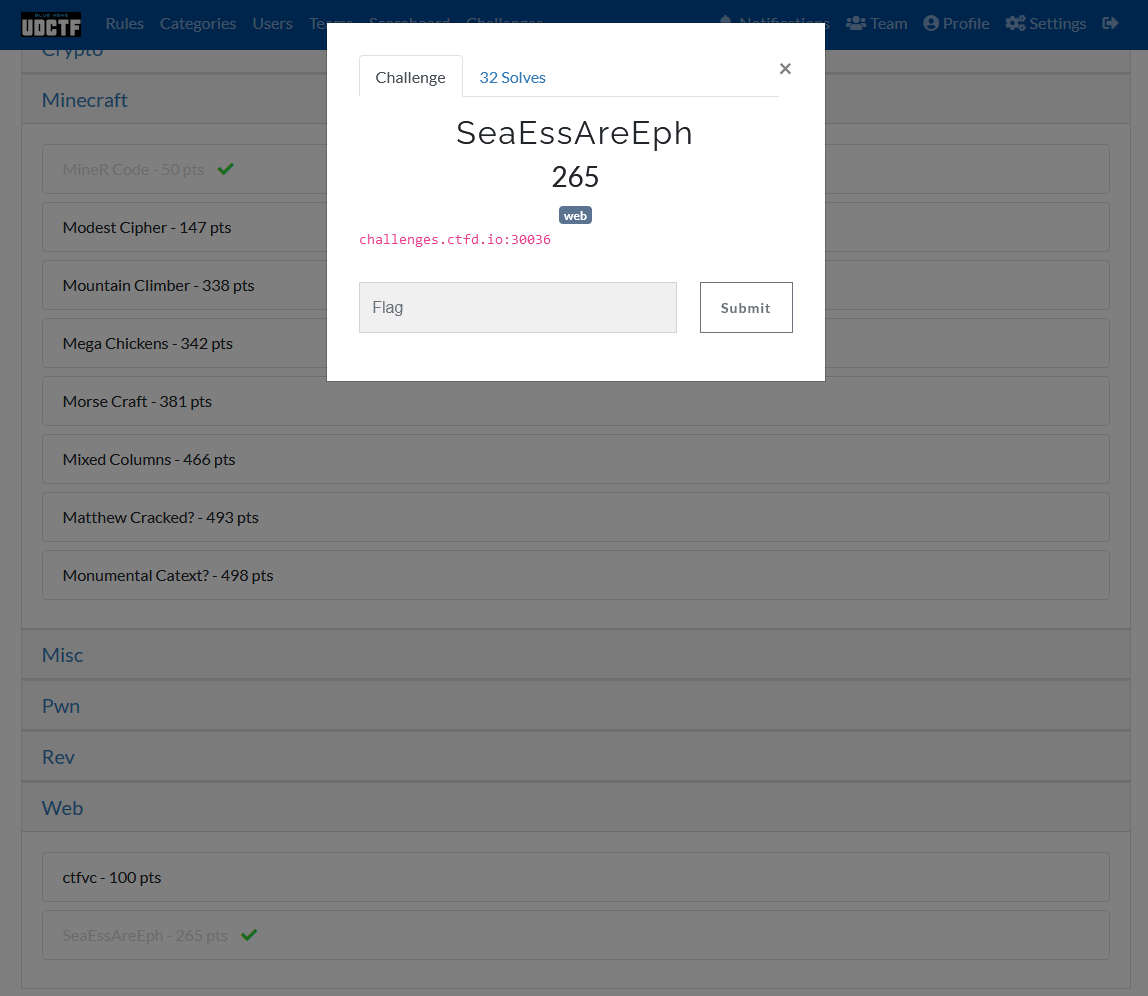 BLUE HENS
UDCTF
Rules Categories Users Teams Scoreboard Challenges Notifications Team Profile Settings
Crypto
Challenge 32 Solves ×
SeaEssAreEph
265
web
challenges.ctfd.io:30036
Flag Submit
Minecraft
MineR Code - 50 pts
Modest Cipher - 147 pts
Mountain Climber - 338 pts
Mega Chickens - 342 pts
Morse Craft - 381 pts
Mixed Columns - 466 pts
Matthew Cracked? - 493 pts
Monumental Catext? - 498 pts
Misc
Pwn
Rev
Web
ctfvc - 100 pts
SeaEssAreEph - 265 pts